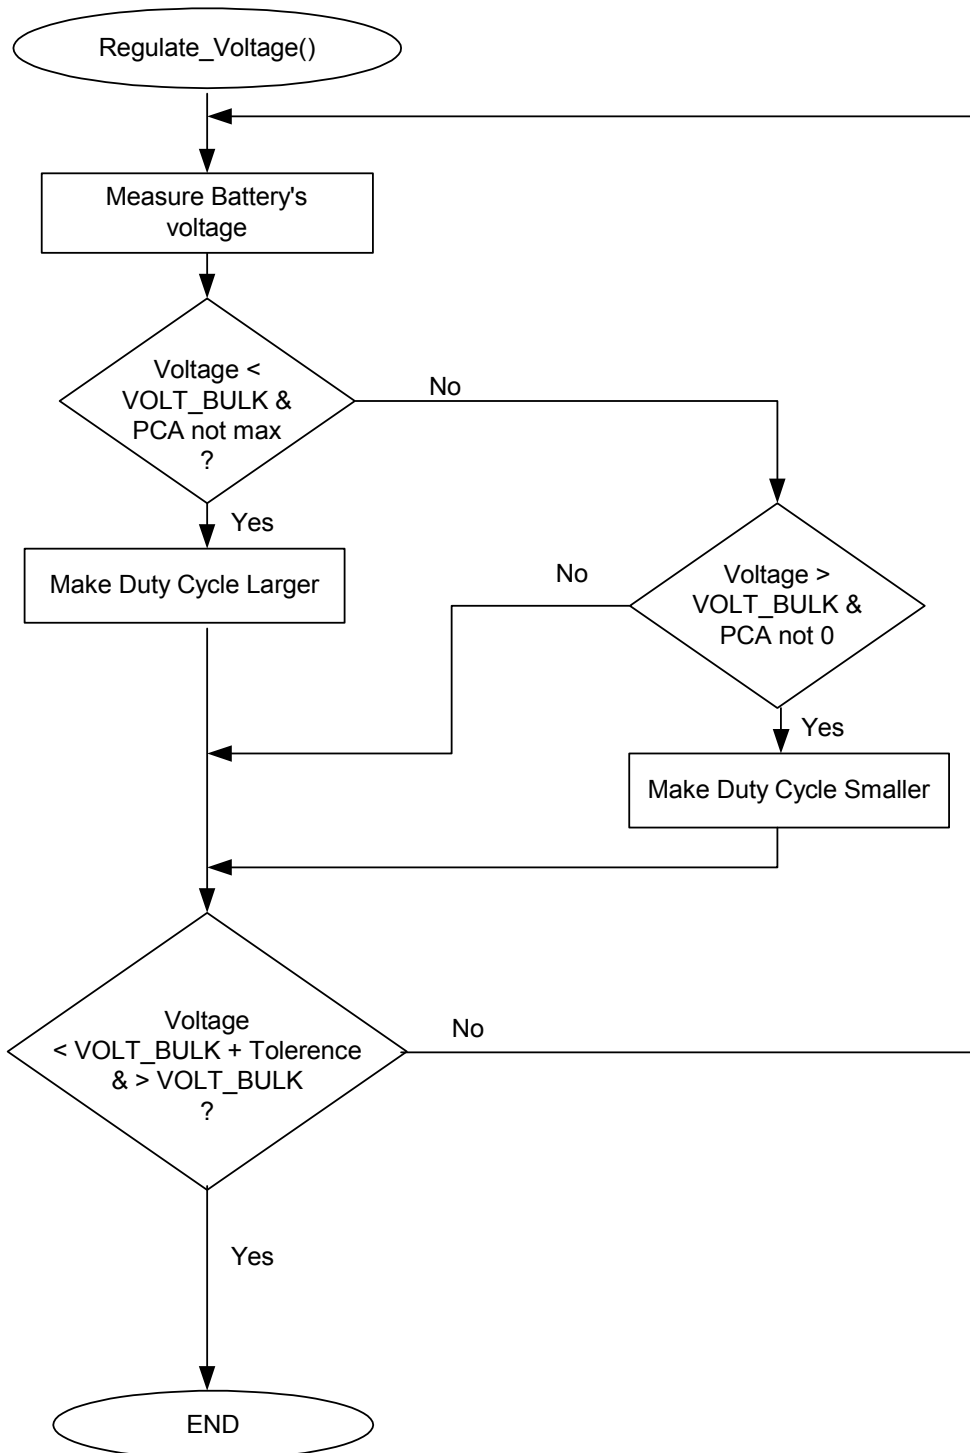 Regulate_Voltage()
Measure Battery's
voltage
Voltage <
VOLT_BULK &
PCA not max
?
No
Yes
Make Duty Cycle Larger
No
Voltage >
VOLT_BULK &
PCA not 0
Yes
Make Duty Cycle Smaller
Voltage
< VOLT_BULK + Tolerence
& > VOLT_BULK
?
No
Yes
END